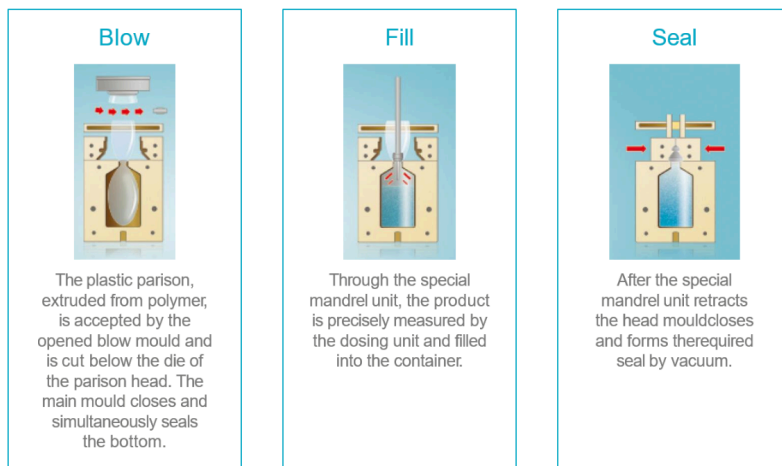 Blow
The plastic parison,
extruded from polymer,
is accepted by the
opened blow mould and
is cut below the die of
the parison head. The
main mould closes and
simultaneously seals
the bottom.
Fill
Through the special
mandrel unit, the product
is precisely measured by
the dosing unit and filled
into the container.
Seal
After the special
mandrel unit retracts
the head mouldcloses
and forms therequired
seal by vacuum.